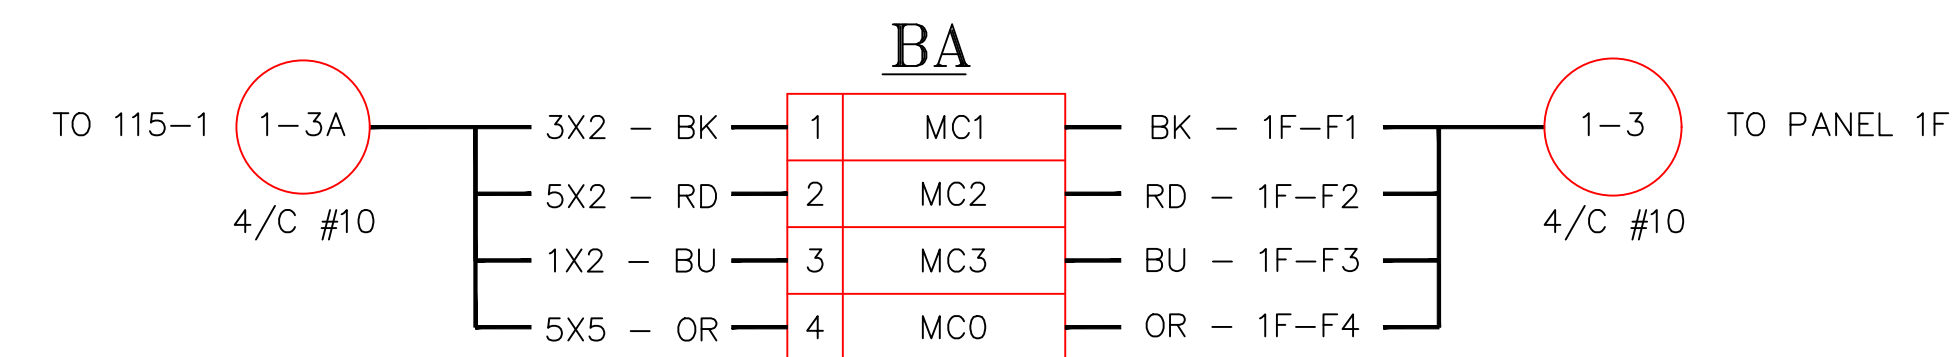 BA
TO 115-1 1-3A 3X2 - BK 1 MC1 BK - 1F-F1 1-3 TO PANEL 1F
5X2 - RD 2 MC2 RD - 1F-F2
4/C #10 4/C #10
1X2 - BU 3 MC3 BU - 1F-F3
5X5 - OR 4 MC0 OR - 1F-F4